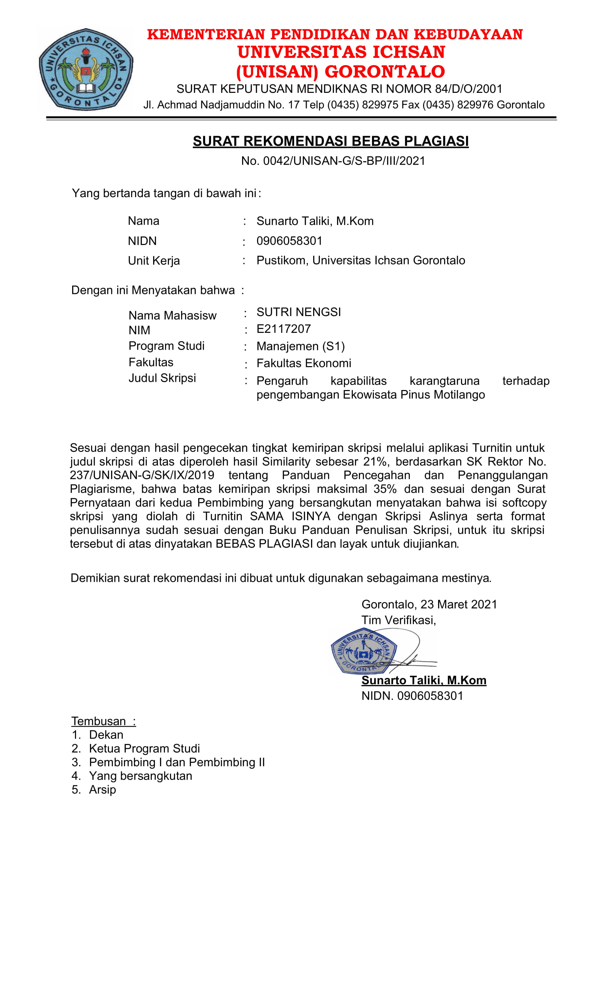 UNIVERSITAS ICHSAN
GORONTALO
KEMENTERIAN PENDIDIKAN DAN KEBUDAYAAN
UNIVERSITAS ICHSAN
(UNISAN) GORONTALO
SURAT KEPUTUSAN MENDIKNAS RI NOMOR 84/D/O/2001
Jl. Achmad Nadjamuddin No. 17 Telp (0435) 829975 Fax (0435) 829976 Gorontalo
SURAT REKOMENDASI BEBAS PLAGIASI
No. 0042/UNISAN-G/S-BP/III/2021
Yang bertanda tangan di bawah ini :
Nama : Sunarto Taliki, M.Kom
NIDN : 0906058301
Unit Kerja : Pustikom, Universitas Ichsan Gorontalo
Dengan ini Menyatakan bahwa :
Nama Mahasisw : SUTRI NENGSI
NIM : E2117207
Program Studi : Manajemen (S1)
Fakultas : Fakultas Ekonomi
Judul Skripsi : Pengaruh kapabilitas karangtaruna terhadap
pengembangan Ekowisata Pinus Motilango
Sesuai dengan hasil pengecekan tingkat kemiripan skripsi melalui aplikasi Turnitin untuk
judul skripsi di atas diperoleh hasil Similarity sebesar 21%, berdasarkan SK Rektor No.
237/UNISAN-G/SK/IX/2019 tentang Panduan Pencegahan dan Penanggulangan
Plagiarisme, bahwa batas kemiripan skripsi maksimal 35% dan sesuai dengan Surat
Pernyataan dari kedua Pembimbing yang bersangkutan menyatakan bahwa isi softcopy
skripsi yang diolah di Turnitin SAMA ISINYA dengan Skripsi Aslinya serta format
penulisannya sudah sesuai dengan Buku Panduan Penulisan Skripsi, untuk itu skripsi
tersebut di atas dinyatakan BEBAS PLAGIASI dan layak untuk diujiankan.
Demikian surat rekomendasi ini dibuat untuk digunakan sebagaimana mestinya.
Gorontalo, 23 Maret 2021
Tim Verifikasi,
UNIVERSITAS ICHSAN
GORONTALO
Sunarto Taliki, M.Kom
NIDN. 0906058301
Tembusan :
1. Dekan
2. Ketua Program Studi
3. Pembimbing I dan Pembimbing II
4. Yang bersangkutan
5. Arsip